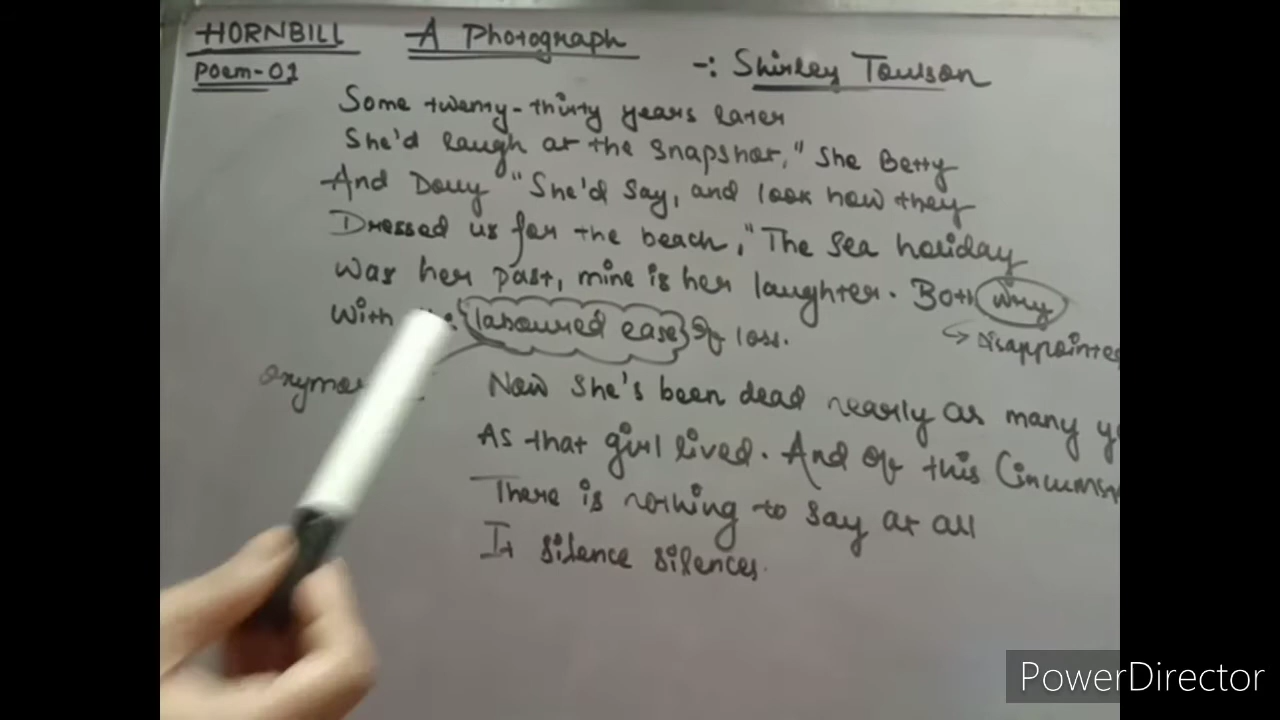 HORNBILL
A Photograph
Poem-01
-: Shirley Toulson
Some twenty-thirty years later
She'd laugh at the snapshot," She Betty
And Dolly "She'd say, and look how they
Dressed us for the beach," The sea holiday
Was her past, mine is her laughter. Both wry
With laboured ease of loss.
Disappointed
Now She's been dead nearly as many
As that girl lived. And of this
There is nothing to say at all
It silence silences.
PowerDirector